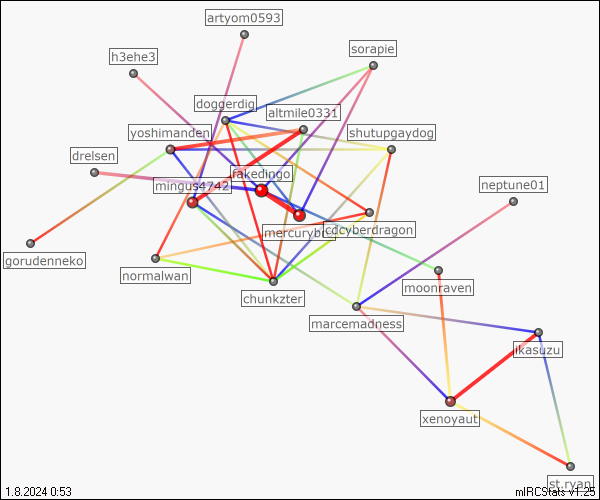 artyom0593
h3ehe3
sorapie
doggerdig
altmile0331
yoshimanden
shutupgaydog
drelsen
fakedingo
mingus4742
neptune01
cdcyberdragon
gorudenneko
normalwan
moonraven
chunkzter
marcemadness
ikasuzu
xenoyaut
st.ryan
1.8.2024 0:53
mIRCStats v1.25